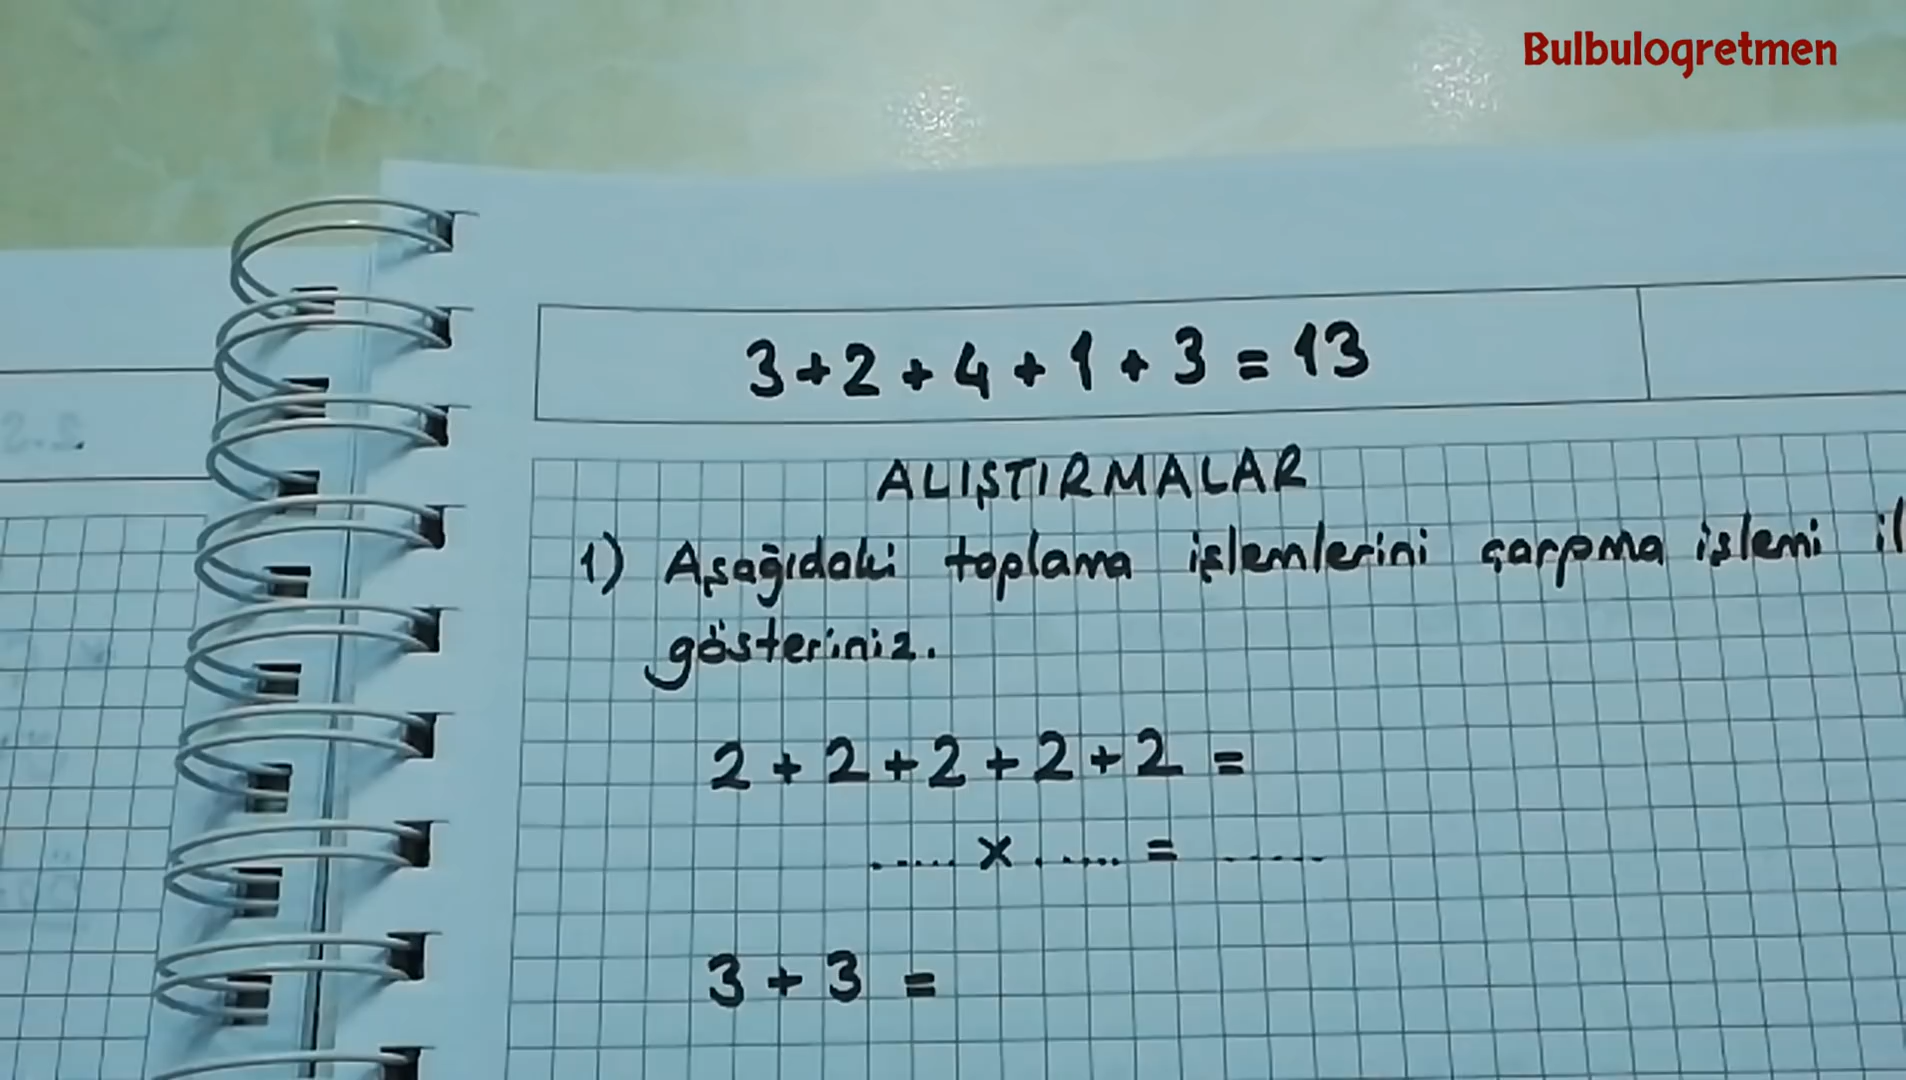 Bulbulogretmen
3+2+4+1+3=13
ALIŞTIRMALAR
1) Aşağıdaki toplama işlemlerini çarpma işlemi il
gösteriniz.
2+2+2+2+2=
..... x ..... = .....
3+3=